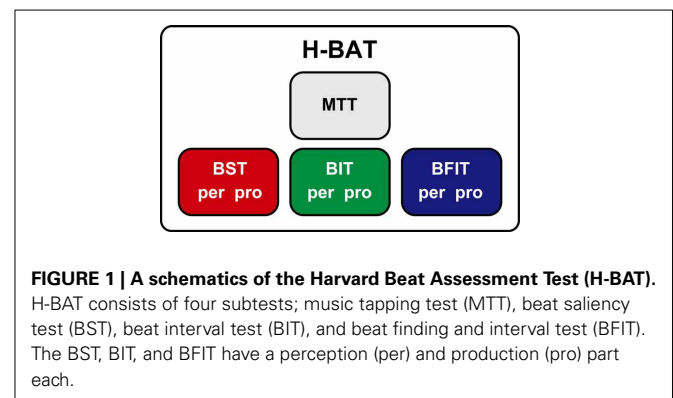 H-BAT
MTT
BST BIT BFIT
per pro per pro per pro
FIGURE 1 | A schematics of the Harvard Beat Assessment Test (H-BAT).
H-BAT consists of four subtests; music tapping test (MTT), beat saliency
test (BST), beat interval test (BIT), and beat finding and interval test (BFIT).
The BST, BIT, and BFIT have a perception (per) and production (pro) part
each.